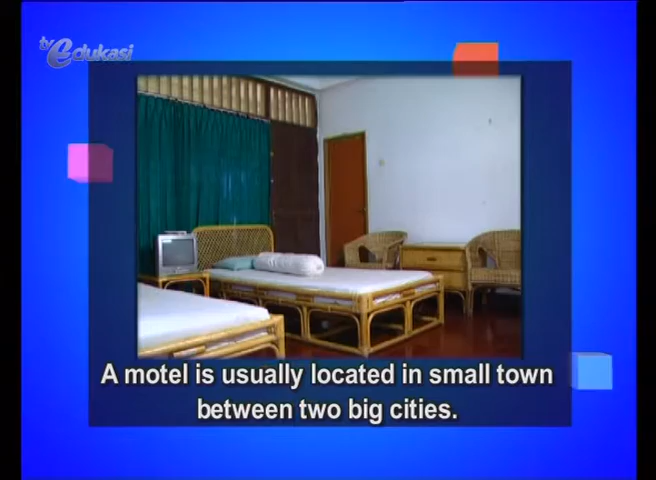 tv edukasi
A motel is usually located in small town
between two big cities.